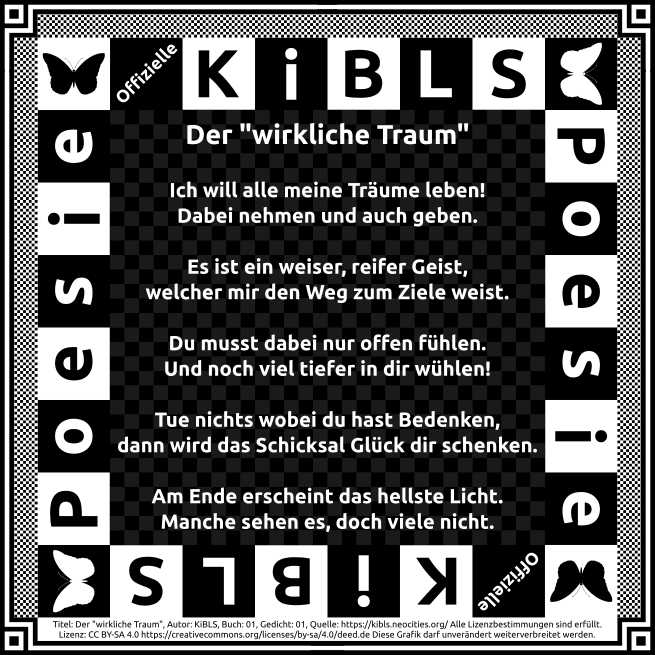 Offizielle KiBLS
Poesie
Poesie
Der "wirkliche Traum"
Ich will alle meine Träume leben!
Dabei nehmen und auch geben.
Es ist ein weiser, reifer Geist,
welcher mir den Weg zum Ziele weist.
Du musst dabei nur offen fühlen.
Und noch viel tiefer in dir wühlen!
Tue nichts wobei du hast Bedenken,
dann wird das Schicksal Glück dir schenken.
Am Ende erscheint das hellste Licht.
Manche sehen es, doch viele nicht.
Offizielle KiBLS
Titel: Der "wirkliche Traum", Autor: KiBLS, Buch: 01, Gedicht: 01, Quelle: https://kibls.neocities.org/ Alle Lizenzbestimmungen sind erfüllt.
Lizenz: CC BY-SA 4.0 https://creativecommons.org/licenses/by-sa/4.0/deed.de Diese Grafik darf unverändert weiterverbreitet werden.